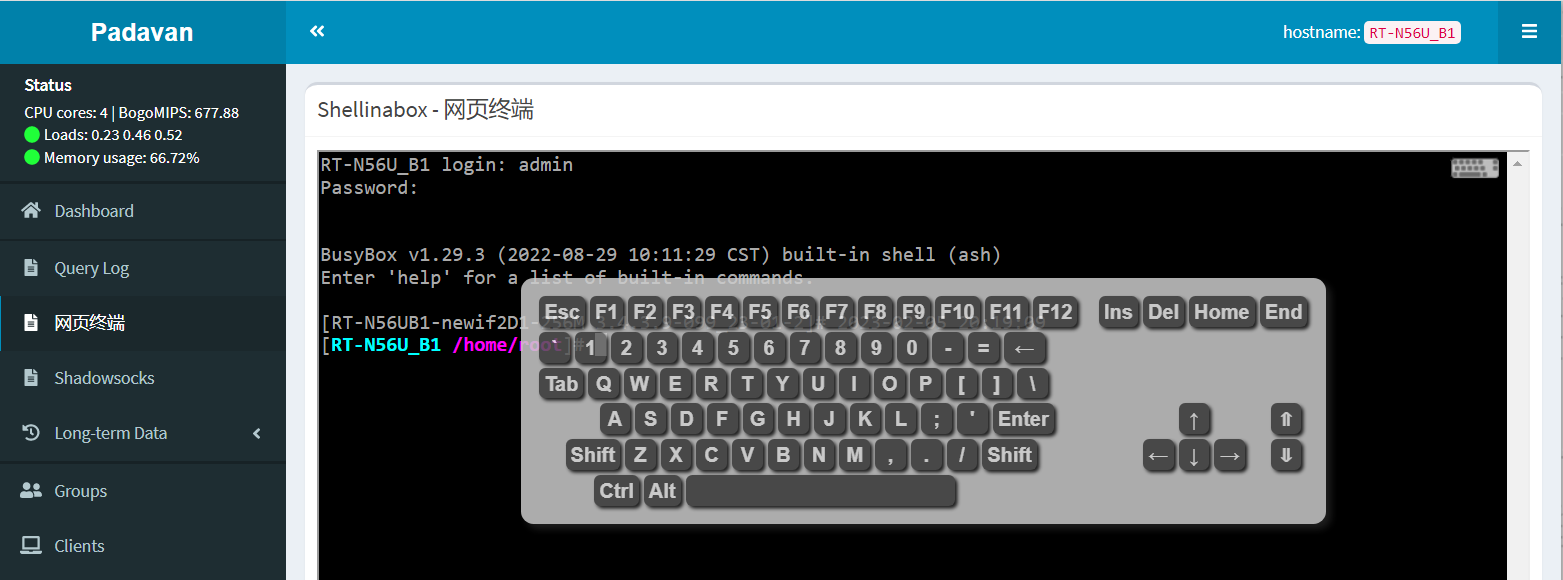 Padavan
hostname: RT-N56U_B1
Status
CPU cores: 4 | BogoMIPS: 677.88
Loads: 0.23 0.46 0.52
Memory usage: 66.72%
Dashboard
Query Log
网页终端
Shadowsocks
Long-term Data
Groups
Clients
Shellinabox - 网页终端
RT-N56U_B1 login: admin
Password:
BusyBox v1.29.3 (2022-08-29 10:11:29 CST) built-in shell (ash)
Enter 'help' for a list of built-in commands.
[RT-N56UB1-newif2D1-256M
[RT-N56U_B1 /home/root]#
Esc F1 F2 F3 F4 F5 F6 F7 F8 F9 F10 F11 F12 Ins Del Home End
` 1 2 3 4 5 6 7 8 9 0 - = ←
Tab Q W E R T Y U I O P [ ] \
A S D F G H J K L ; ' Enter ↑ ⇑
Shift Z X C V B N M , . / Shift ← ↓ → ⇓
Ctrl Alt